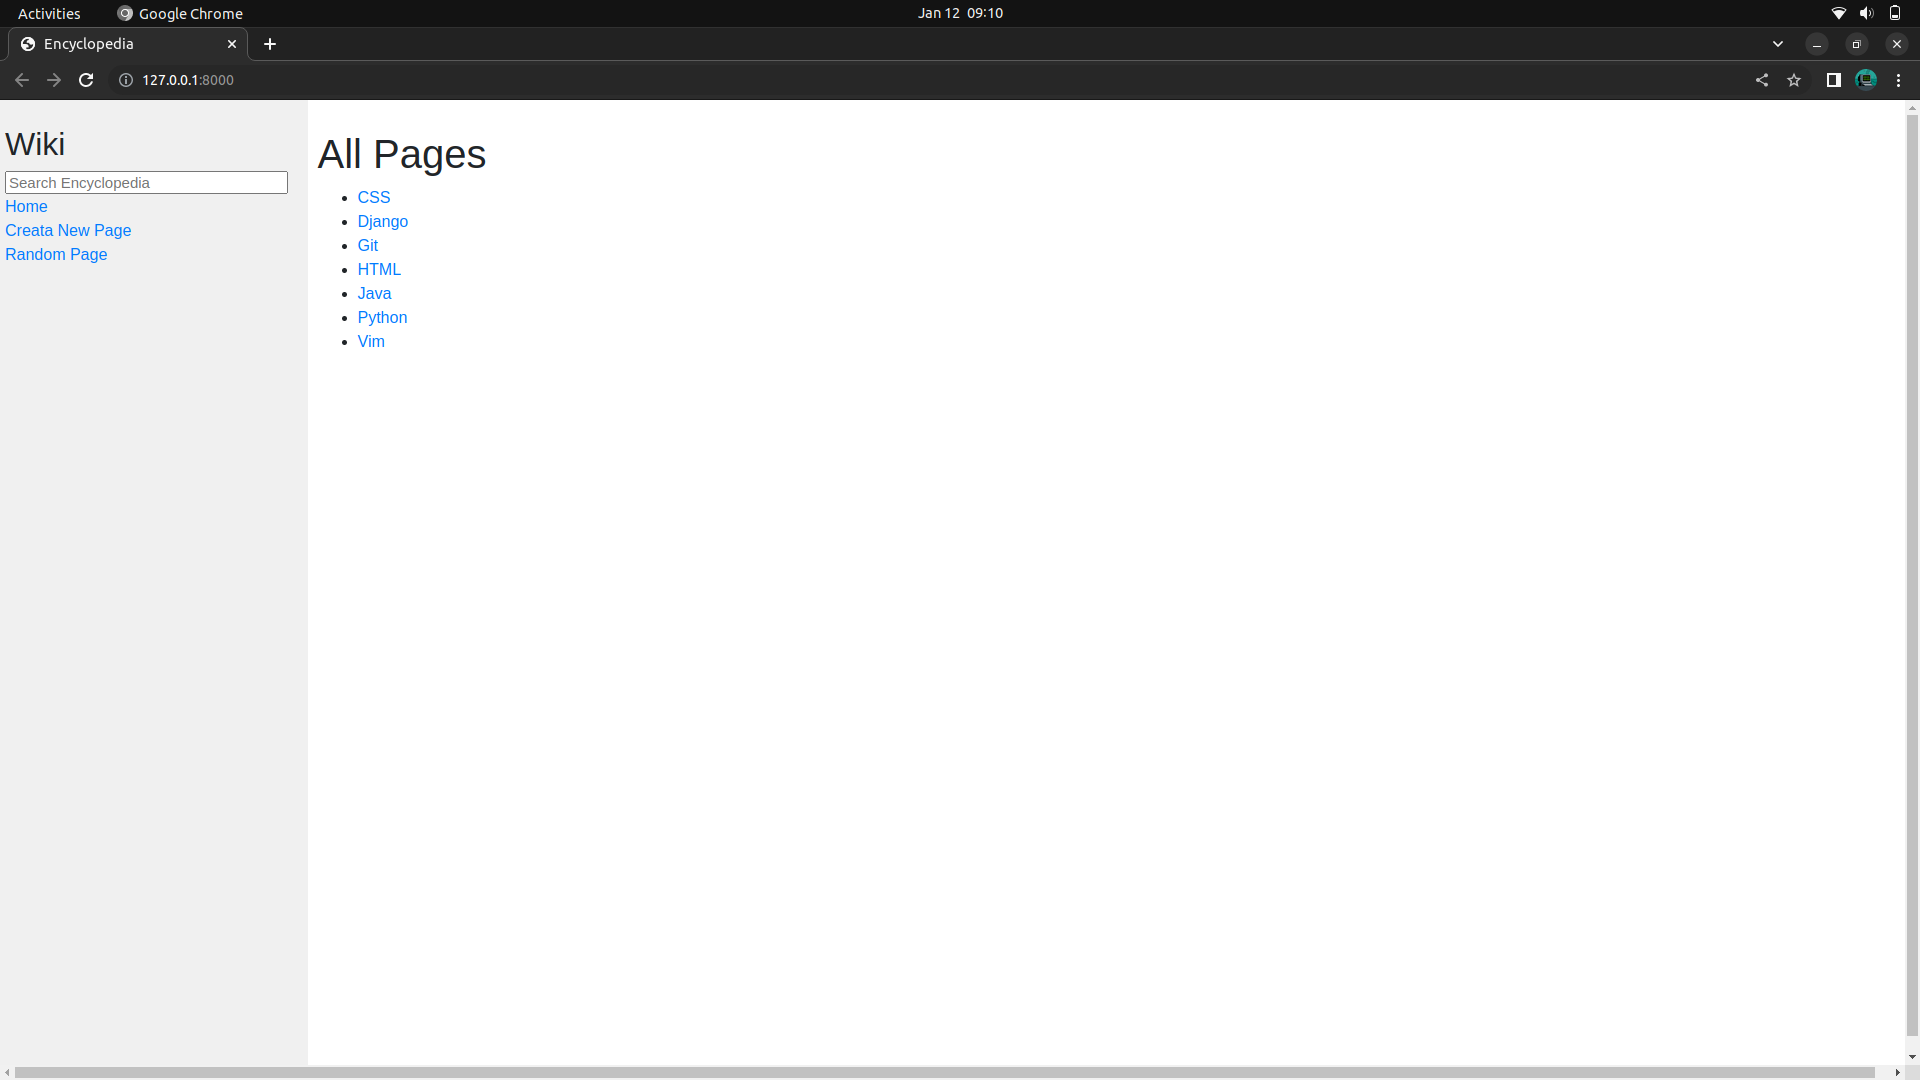 Activities
Google Chrome
Jan 12 09:10
Encyclopedia
127.0.0.1:8000
Wiki
Search Encyclopedia
Home
Creata New Page
Random Page
All Pages
CSS
Django
Git
HTML
Java
Python
Vim